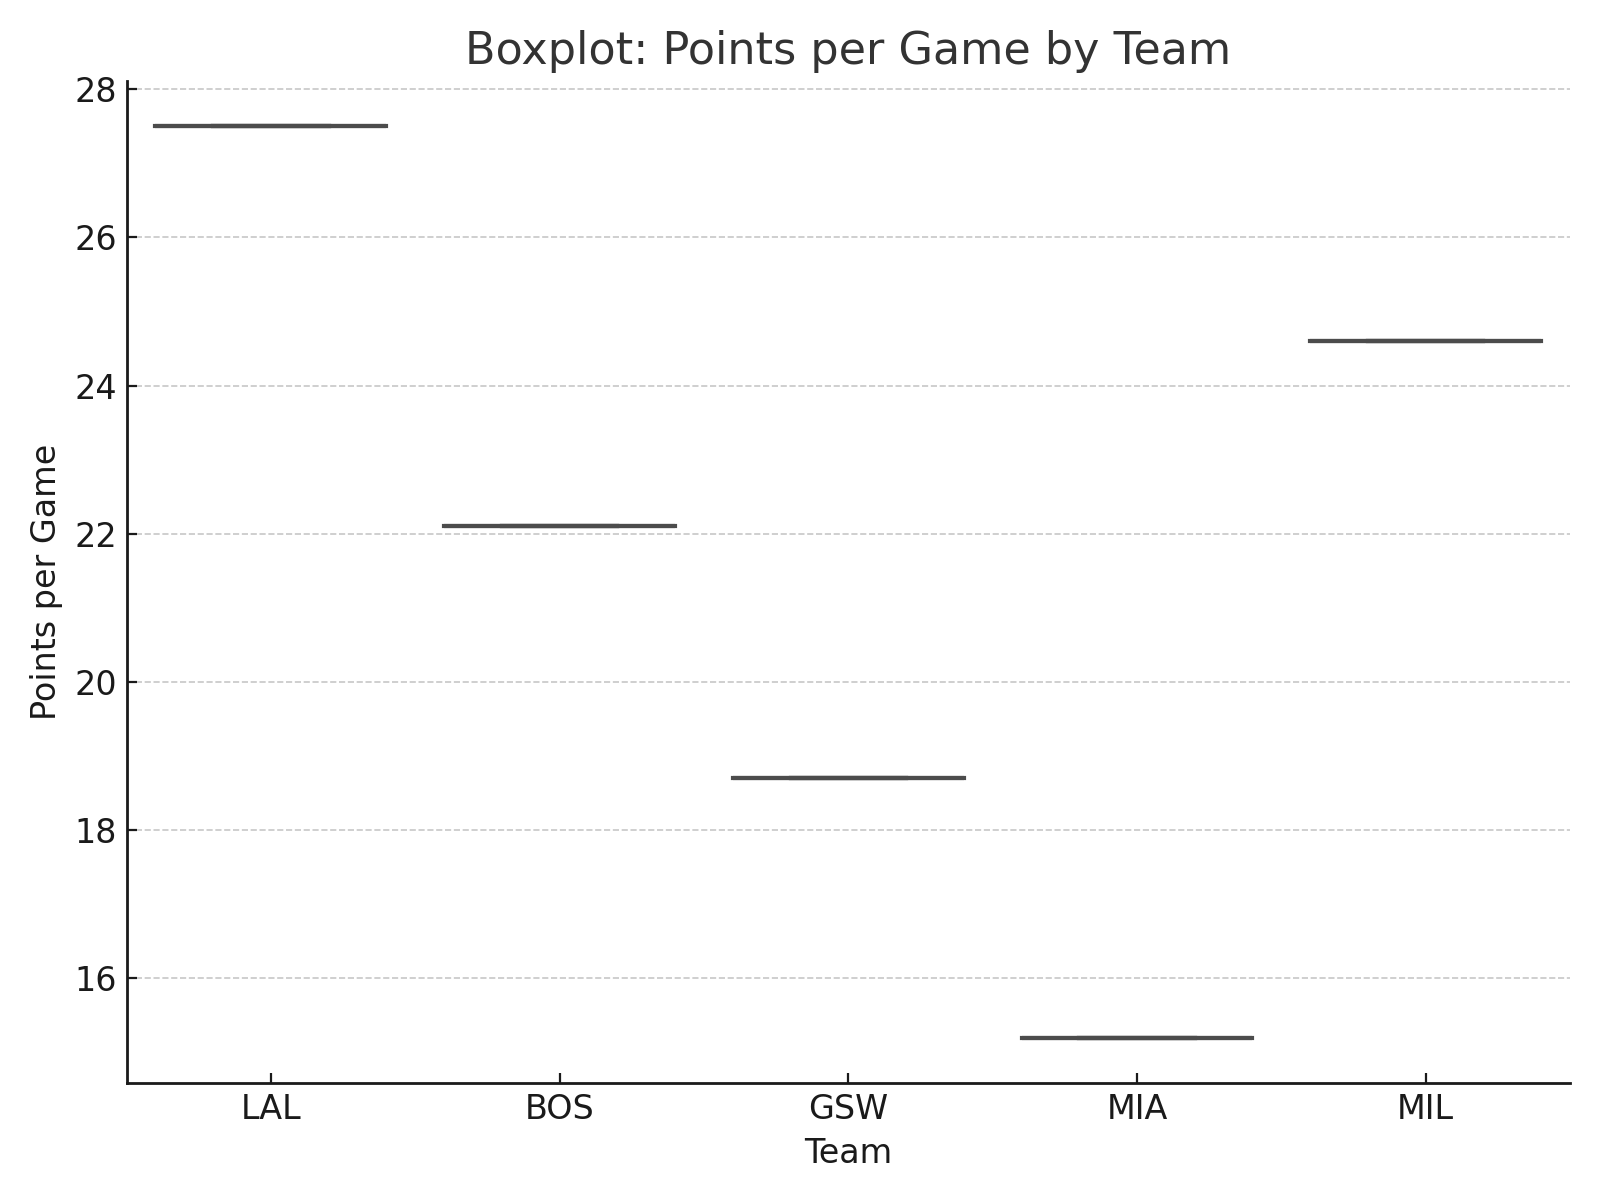 Boxplot: Points per Game by Team
28
26
24
22
20
18
16
Points per Game
LAL BOS GSW MIA MIL
Team